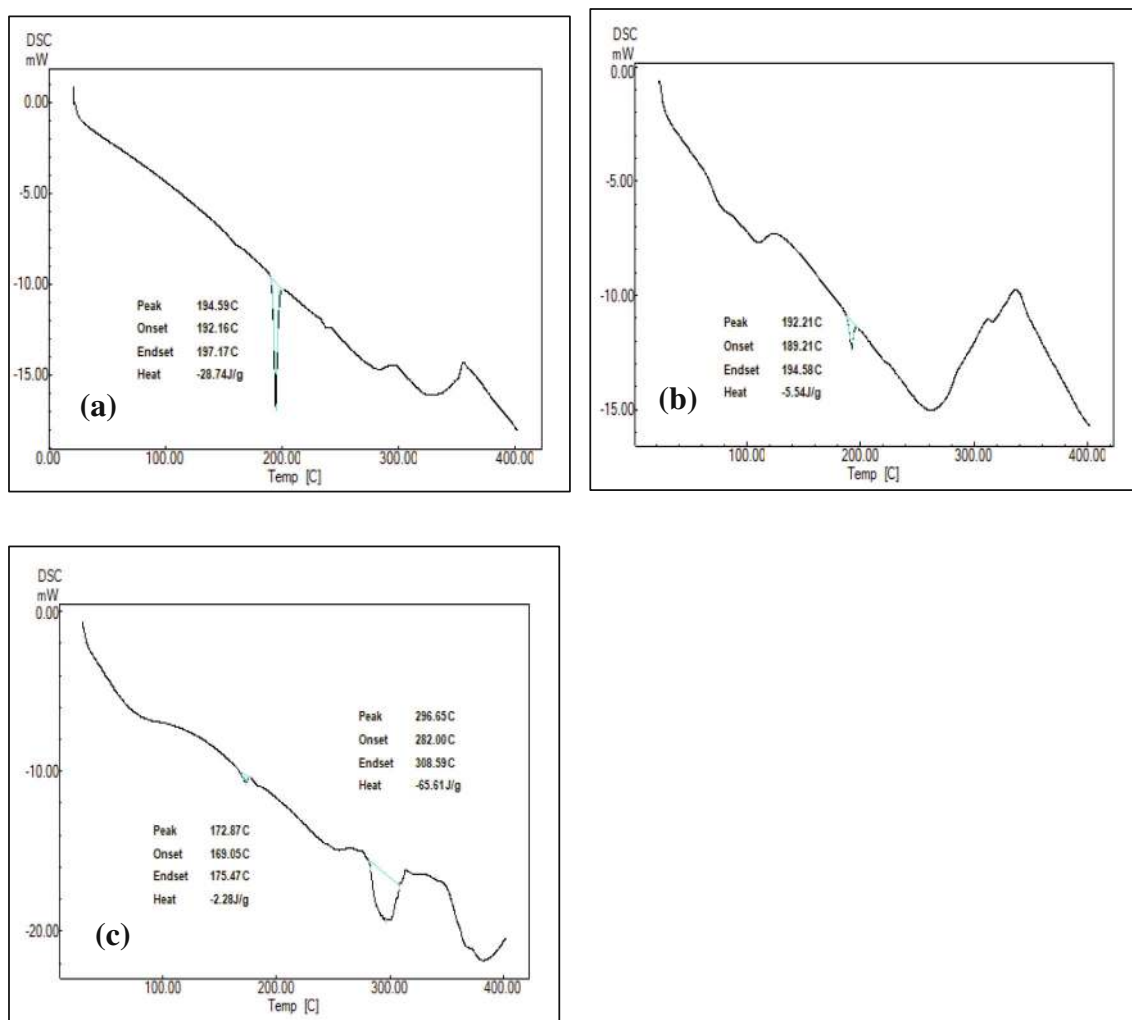 DSC
mW
0.00
-5.00
-10.00
-15.00
Peak 194.59C
Onset 192.16C
Endset 197.17C
Heat -28.74J/g
(a)
0.00 100.00 200.00 300.00 400.00
Temp [C]
DSC
mW
0.00
-5.00
-10.00
-15.00
Peak 192.21C
Onset 189.21C
Endset 194.58C
Heat -5.54J/g
(b)
100.00 200.00 300.00 400.00
Temp [C]
DSC
mW
0.00
-10.00
-20.00
Peak 296.65C
Onset 282.00C
Endset 308.59C
Heat -65.61J/g
Peak 172.87C
Onset 169.05C
Endset 175.47C
Heat -2.28J/g
(c)
100.00 200.00 300.00 400.00
Temp [C]